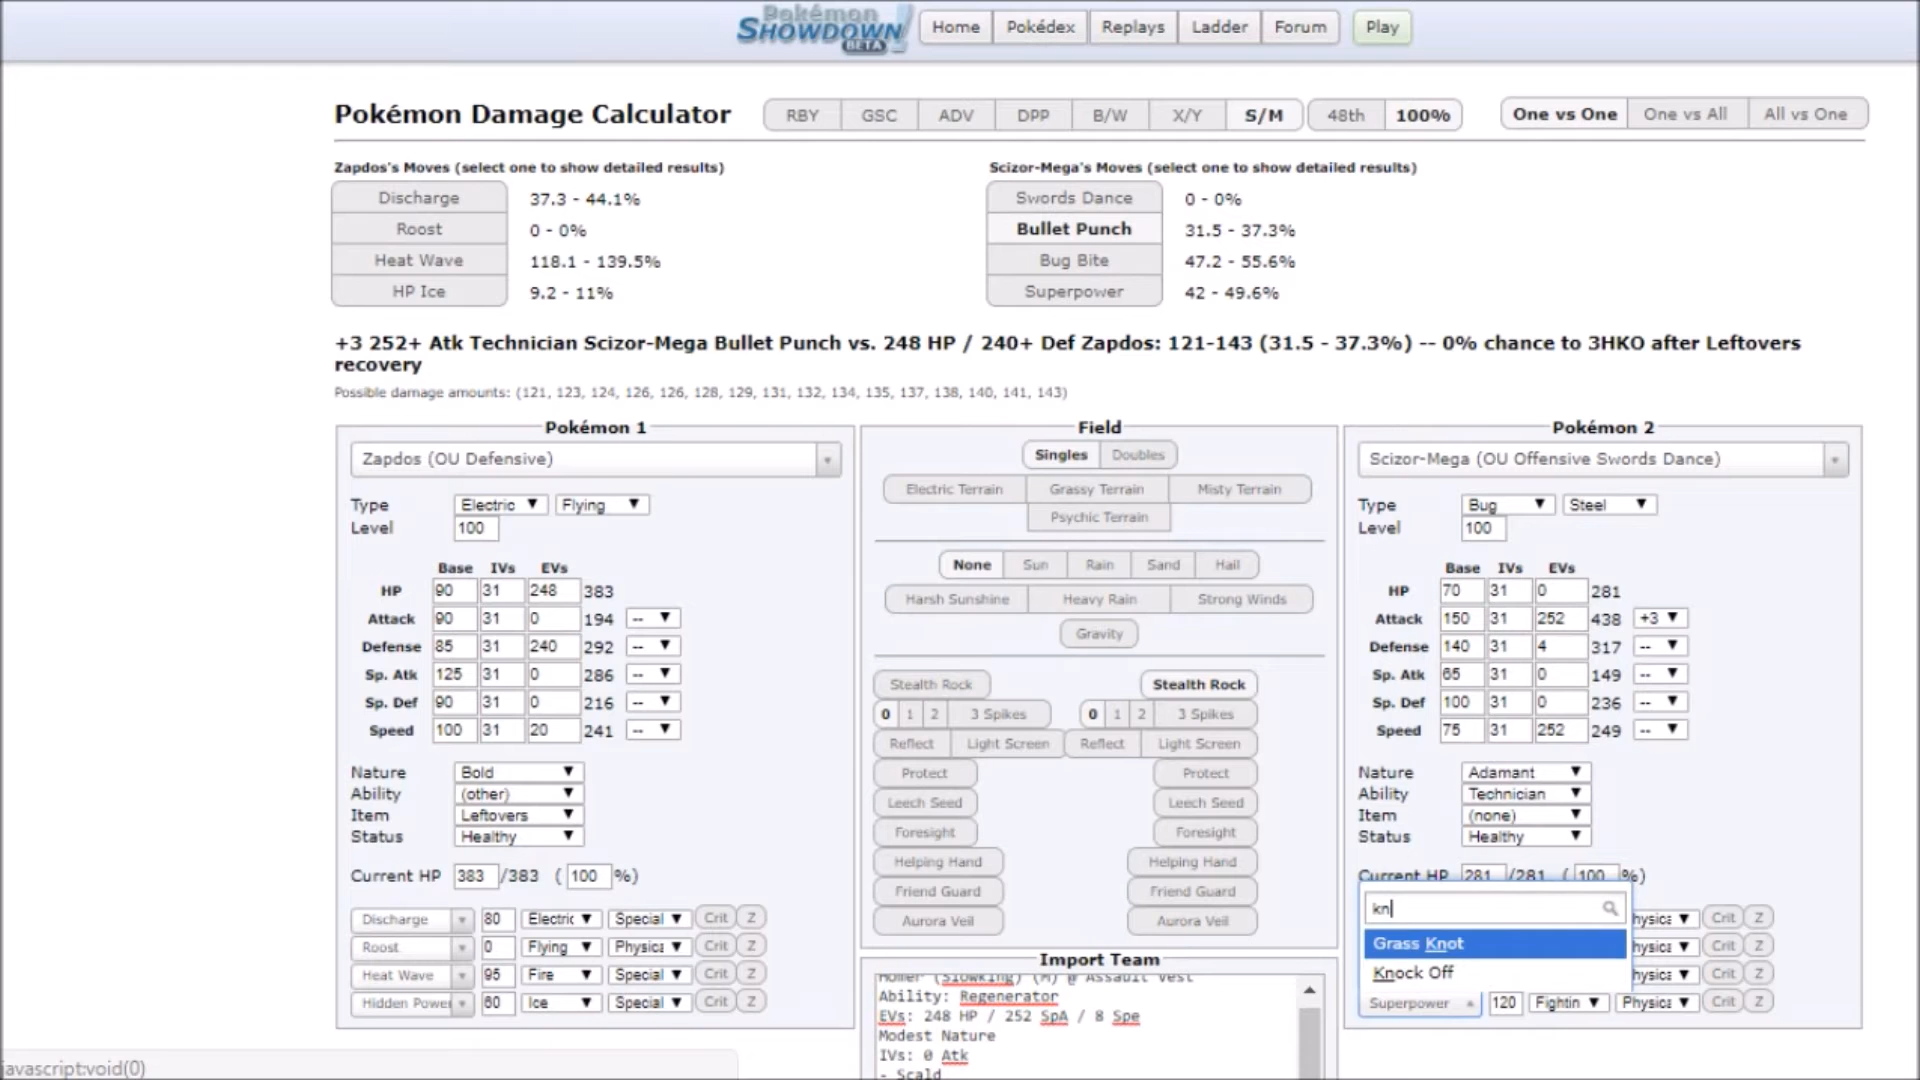 Pokémon
SHOWDOWN!
BETA
Home Pokédex Replays Ladder Forum Play
Pokémon Damage Calculator RBY GSC ADV DPP B/W X/Y S/M 48th 100% One vs One One vs All All vs One
Zapdos's Moves (select one to show detailed results) Scizor-Mega's Moves (select one to show detailed results)
Discharge 37.3 - 44.1% Swords Dance 0 - 0%
Roost 0 - 0% Bullet Punch 31.5 - 37.3%
Heat Wave 118.1 - 139.5% Bug Bite 47.2 - 55.6%
HP Ice 9.2 - 11% Superpower 42 - 49.6%
+3 252+ Atk Technician Scizor-Mega Bullet Punch vs. 248 HP / 240+ Def Zapdos: 121-143 (31.5 - 37.3%) -- 0% chance to 3HKO after Leftovers
recovery
Possible damage amounts: (121, 123, 124, 126, 126, 128, 129, 131, 132, 134, 135, 137, 138, 140, 141, 143)
Pokémon 1
Zapdos (OU Defensive)
Type Electric Flying
Level 100
Base IVs EVs
HP 90 31 248 383
Attack 90 31 0 194 --
Defense 85 31 240 292 --
Sp. Atk 125 31 0 286 --
Sp. Def 90 31 0 216 --
Speed 100 31 20 241 --
Nature Bold
Ability (other)
Item Leftovers
Status Healthy
Current HP 383 /383 ( 100 %)
Discharge 80 Electric Special Crit Z
Roost 0 Flying Physica Crit Z
Heat Wave 95 Fire Special Crit Z
Hidden Power 60 Ice Special Crit Z
Field
Singles Doubles
Electric Terrain Grassy Terrain Misty Terrain
Psychic Terrain
None Sun Rain Sand Hail
Harsh Sunshine Heavy Rain Strong Winds
Gravity
Stealth Rock Stealth Rock
0 1 2 3 Spikes 0 1 2 3 Spikes
Reflect Light Screen Reflect Light Screen
Protect Protect
Leech Seed Leech Seed
Foresight Foresight
Helping Hand Helping Hand
Friend Guard Friend Guard
Aurora Veil Aurora Veil
Import Team
Homer (Slowking) (M) @ Assault Vest
Ability: Regenerator
EVs: 248 HP / 252 SpA / 8 Spe
Modest Nature
IVs: 0 Atk
- Scald
Pokémon 2
Scizor-Mega (OU Offensive Swords Dance)
Type Bug Steel
Level 100
Base IVs EVs
HP 70 31 0 281
Attack 150 31 252 438 +3
Defense 140 31 4 317 --
Sp. Atk 65 31 0 149 --
Sp. Def 100 31 0 236 --
Speed 75 31 252 249 --
Nature Adamant
Ability Technician
Item (none)
Status Healthy
Current HP 281 /281 ( 100 %)
kn hysica Crit Z
Grass Knot hysica Crit Z
Knock Off hysica Crit Z
Superpower 120 Fightin Physica Crit Z
javascript:void(0)